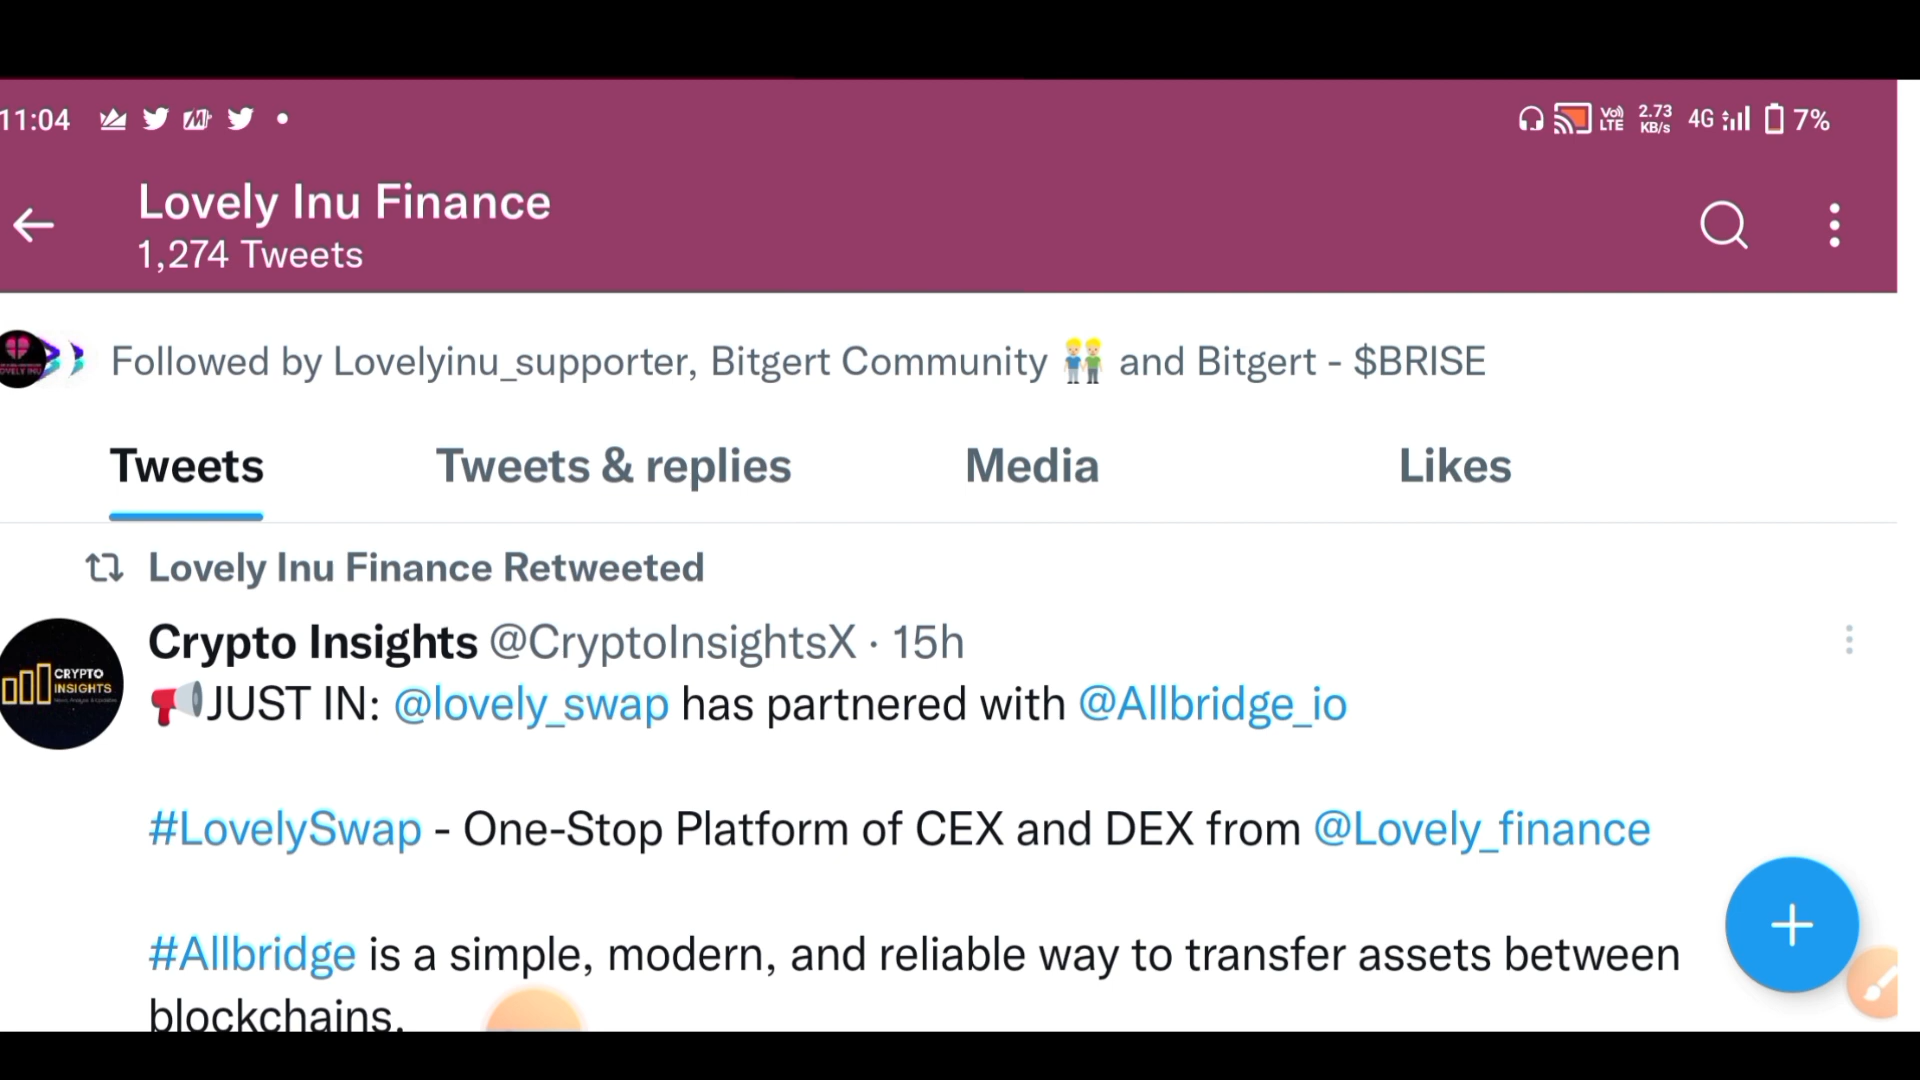 11:04 Vo) LTE 2.73 KB/s 4G 7%
Lovely Inu Finance
1,274 Tweets
Followed by Lovelyinu_supporter, Bitgert Community 👬🏼 and Bitgert - $BRISE
Tweets Tweets & replies Media Likes
Lovely Inu Finance Retweeted
Crypto Insights @CryptoInsightsX · 15h
CRYPTO
INSIGHTS
📢JUST IN: @lovely_swap has partnered with @Allbridge_io
#LovelySwap - One-Stop Platform of CEX and DEX from @Lovely_finance
#Allbridge is a simple, modern, and reliable way to transfer assets between
blockchains.